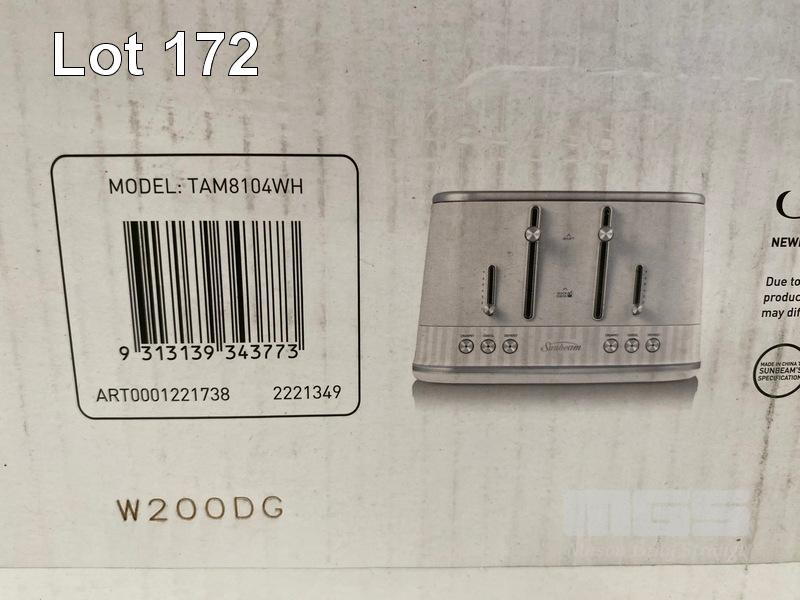 Lot 172
MODEL: TAM8104WH
9 313139 343773
ART0001221738 2221349
W200DG
Sunbeam
NEW
Due to
produc
may dif
MADE IN CHINA
SUNBEAM'S
SPECIFICATION
MGS